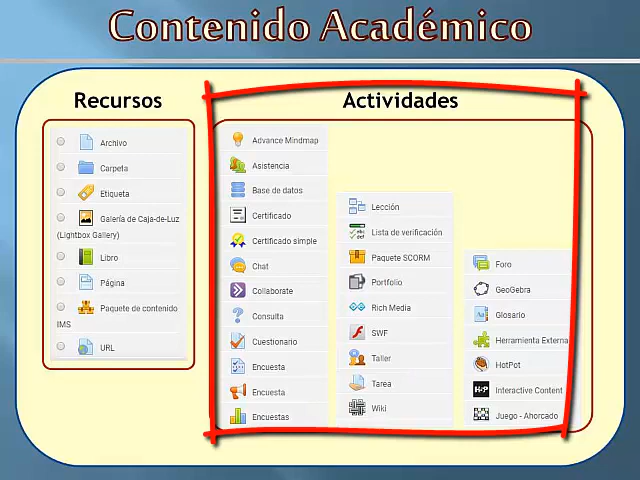 Contenido Académico
Recursos
Archivo
Carpeta
Etiqueta
Galería de Caja-de-Luz
(Lightbox Gallery)
Libro
Página
Paquete de contenido
IMS
URL
Actividades
Advance Mindmap
Asistencia
Base de datos
Certificado
Certificado simple
Chat
Collaborate
Consulta
Cuestionario
Encuesta
Encuesta
Encuestas
Lección
Lista de verificación
Paquete SCORM
Portfolio
Rich Media
SWF
Taller
Tarea
Wiki
Foro
GeoGebra
Glosario
Herramienta Externa
HotPot
H-P
Interactive Content
Juego - Ahorcado